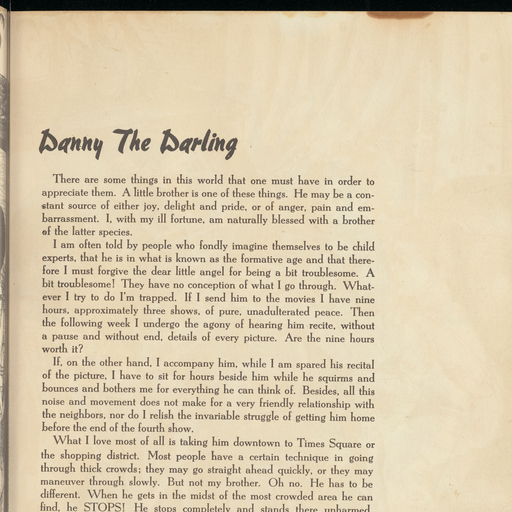 Danny The Darling
There are some things in this world that one must have in order to
appreciate them. A little brother is one of these things. He may be a con-
stant source of either joy, delight and pride, or of anger, pain and em-
barrassment. I, with my ill fortune, am naturally blessed with a brother
of the latter species.
I am often told by people who fondly imagine themselves to be child
experts, that he is in what is known as the formative age and that there-
fore I must forgive the dear little angel for being a bit troublesome. A
bit troublesome! They have no conception of what I go through. What-
ever I try to do I'm trapped. If I send him to the movies I have nine
hours, approximately three shows, of pure, unadulterated peace. Then
the following week I undergo the agony of hearing him recite, without
a pause and without end, details of every picture. Are the nine hours
worth it?
If, on the other hand, I accompany him, while I am spared his recital
of the picture, I have to sit for hours beside him while he squirms and
bounces and bothers me for everything he can think of. Besides, all this
noise and movement does not make for a very friendly relationship with
the neighbors, nor do I relish the invariable struggle of getting him home
before the end of the fourth show.
What I love most of all is taking him downtown to Times Square or
the shopping district. Most people have a certain technique in going
through thick crowds; they may go straight ahead quickly, or they may
maneuver through slowly. But not my brother. Oh no. He has to be
different. When he gets in the midst of the most crowded area he can
find, he STOPS! He stops completely and stands there unharmed,